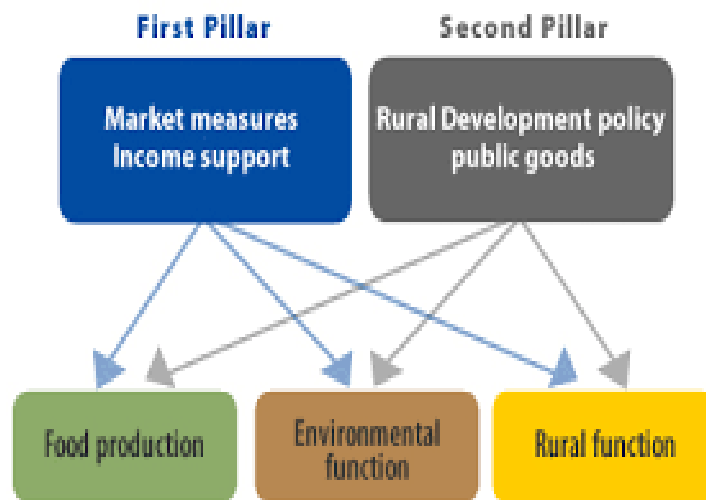 First Pillar
Second Pillar
Market measures
Income support
Rural Development policy
public goods
Food production
Environmental
function
Rural function